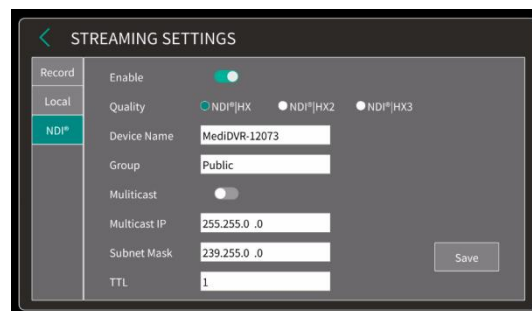 STREAMING SETTINGS
Record
Enable
Local
Quality NDI®|HX NDI®|HX2 NDI®|HX3
NDI®
Device Name MediDVR-12073
Group Public
Muliticast
Multicast IP 255.255.0 .0
Subnet Mask 239.255.0 .0
Save
TTL 1